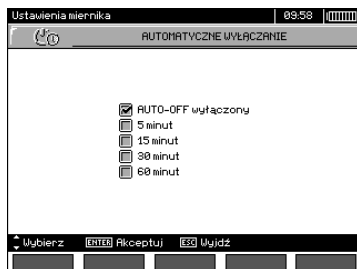 Ustawienia miernika 09:58
AUTOMATYCZNE WYŁĄCZANIE
AUTO-OFF wyłączony
5 minut
15 minut
30 minut
60 minut
Wybierz ENTER Akceptuj ESC Wyjdź